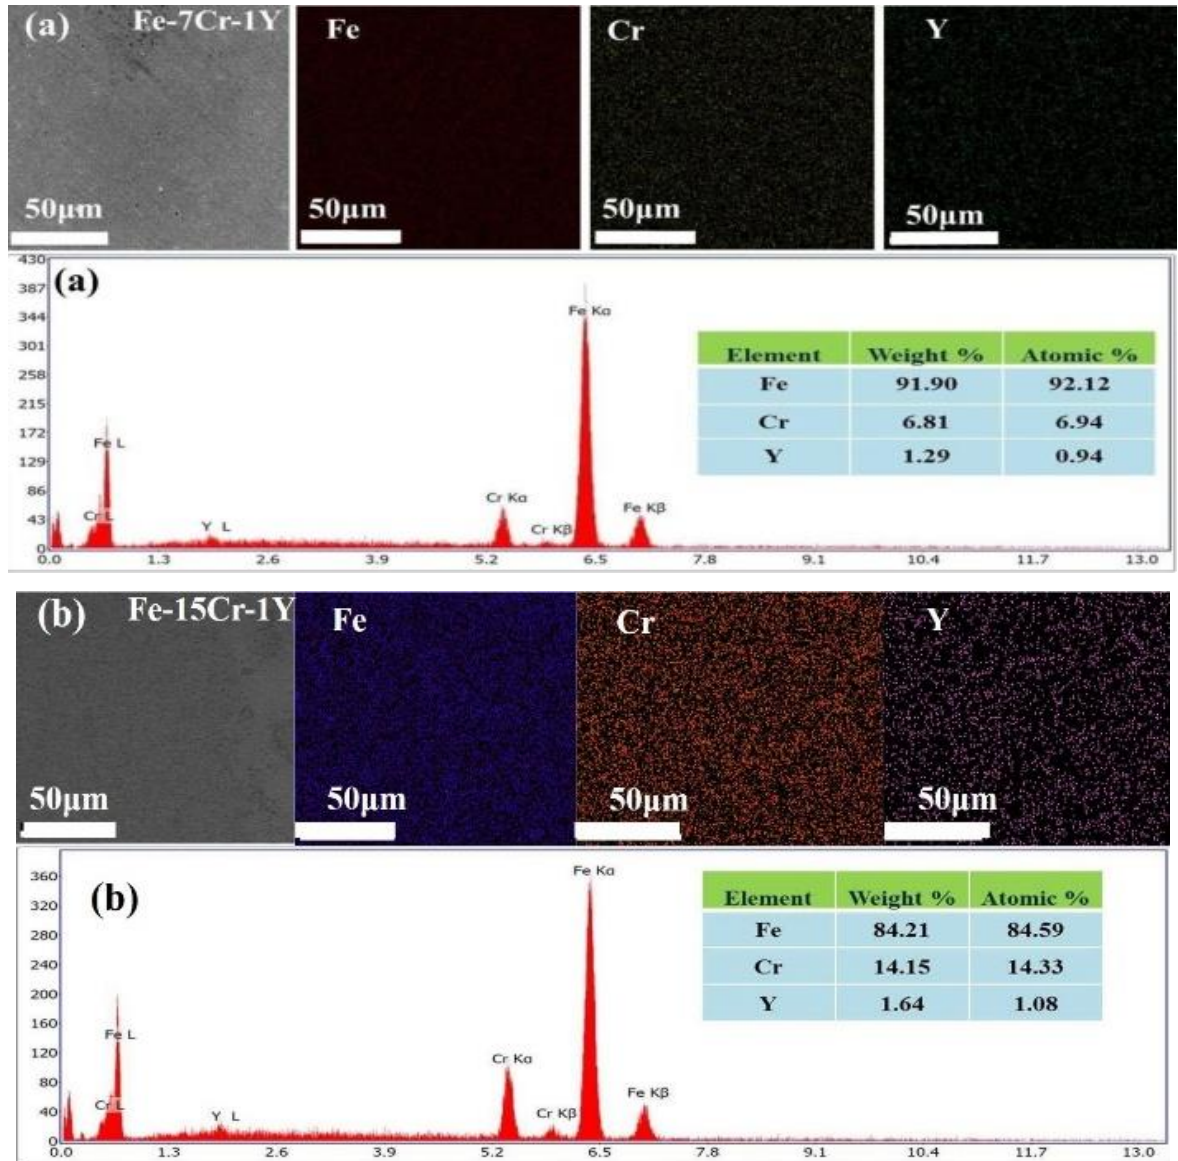 (a) Fe-7Cr-1Y Fe Cr Y
50μm 50μm 50μm 50μm
(a)
430
387
344
301
258
215
172
129
86
43
0
Fe Kα
Fe L
Cr Kα
Cr L
Y L
Cr Kβ
Fe Kβ
0.0 1.3 2.6 3.9 5.2 6.5 7.8 9.1 10.4 11.7 13.0
Element Weight % Atomic %
Fe 91.90 92.12
Cr 6.81 6.94
Y 1.29 0.94
(b) Fe-15Cr-1Y Fe Cr Y
50μm 50μm 50μm 50μm
(b)
360
320
280
240
200
160
120
80
40
0
Fe Kα
Fe L
Cr Kα
Cr L
Y L
Cr Kβ
Fe Kβ
0.0 1.3 2.6 3.9 5.2 6.5 7.8 9.1 10.4 11.7 13.0
Element Weight % Atomic %
Fe 84.21 84.59
Cr 14.15 14.33
Y 1.64 1.08